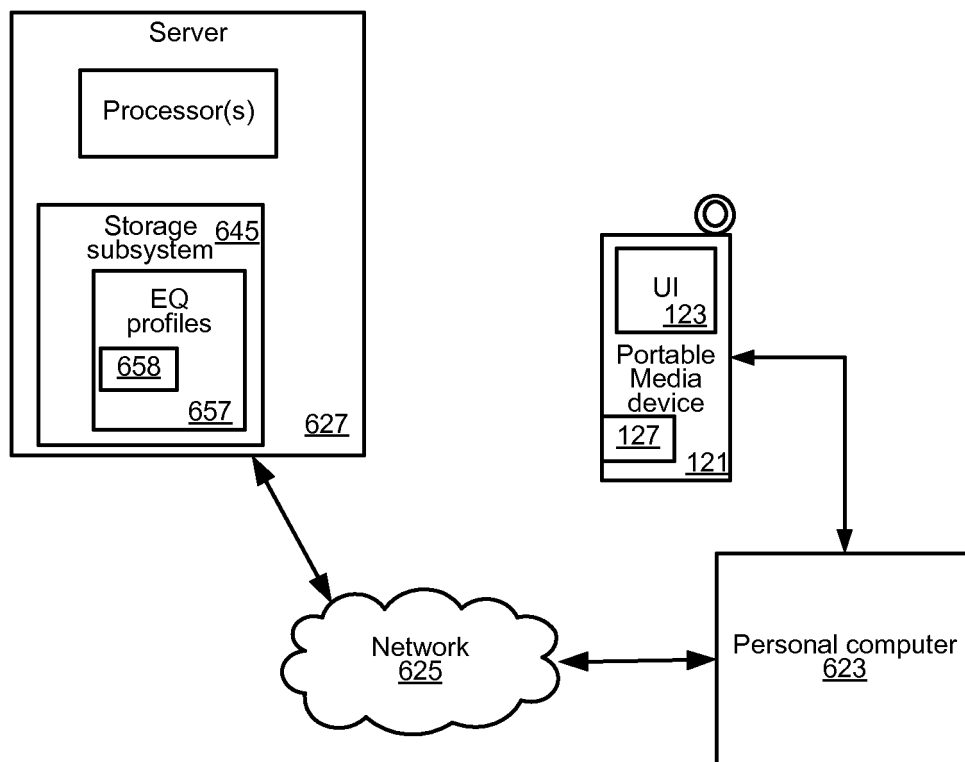 Server
Processor(s)
Storage
subsystem
645
EQ
profiles
658
657
627
UI
123
Portable
Media
device
127
121
Network
625
Personal computer
623